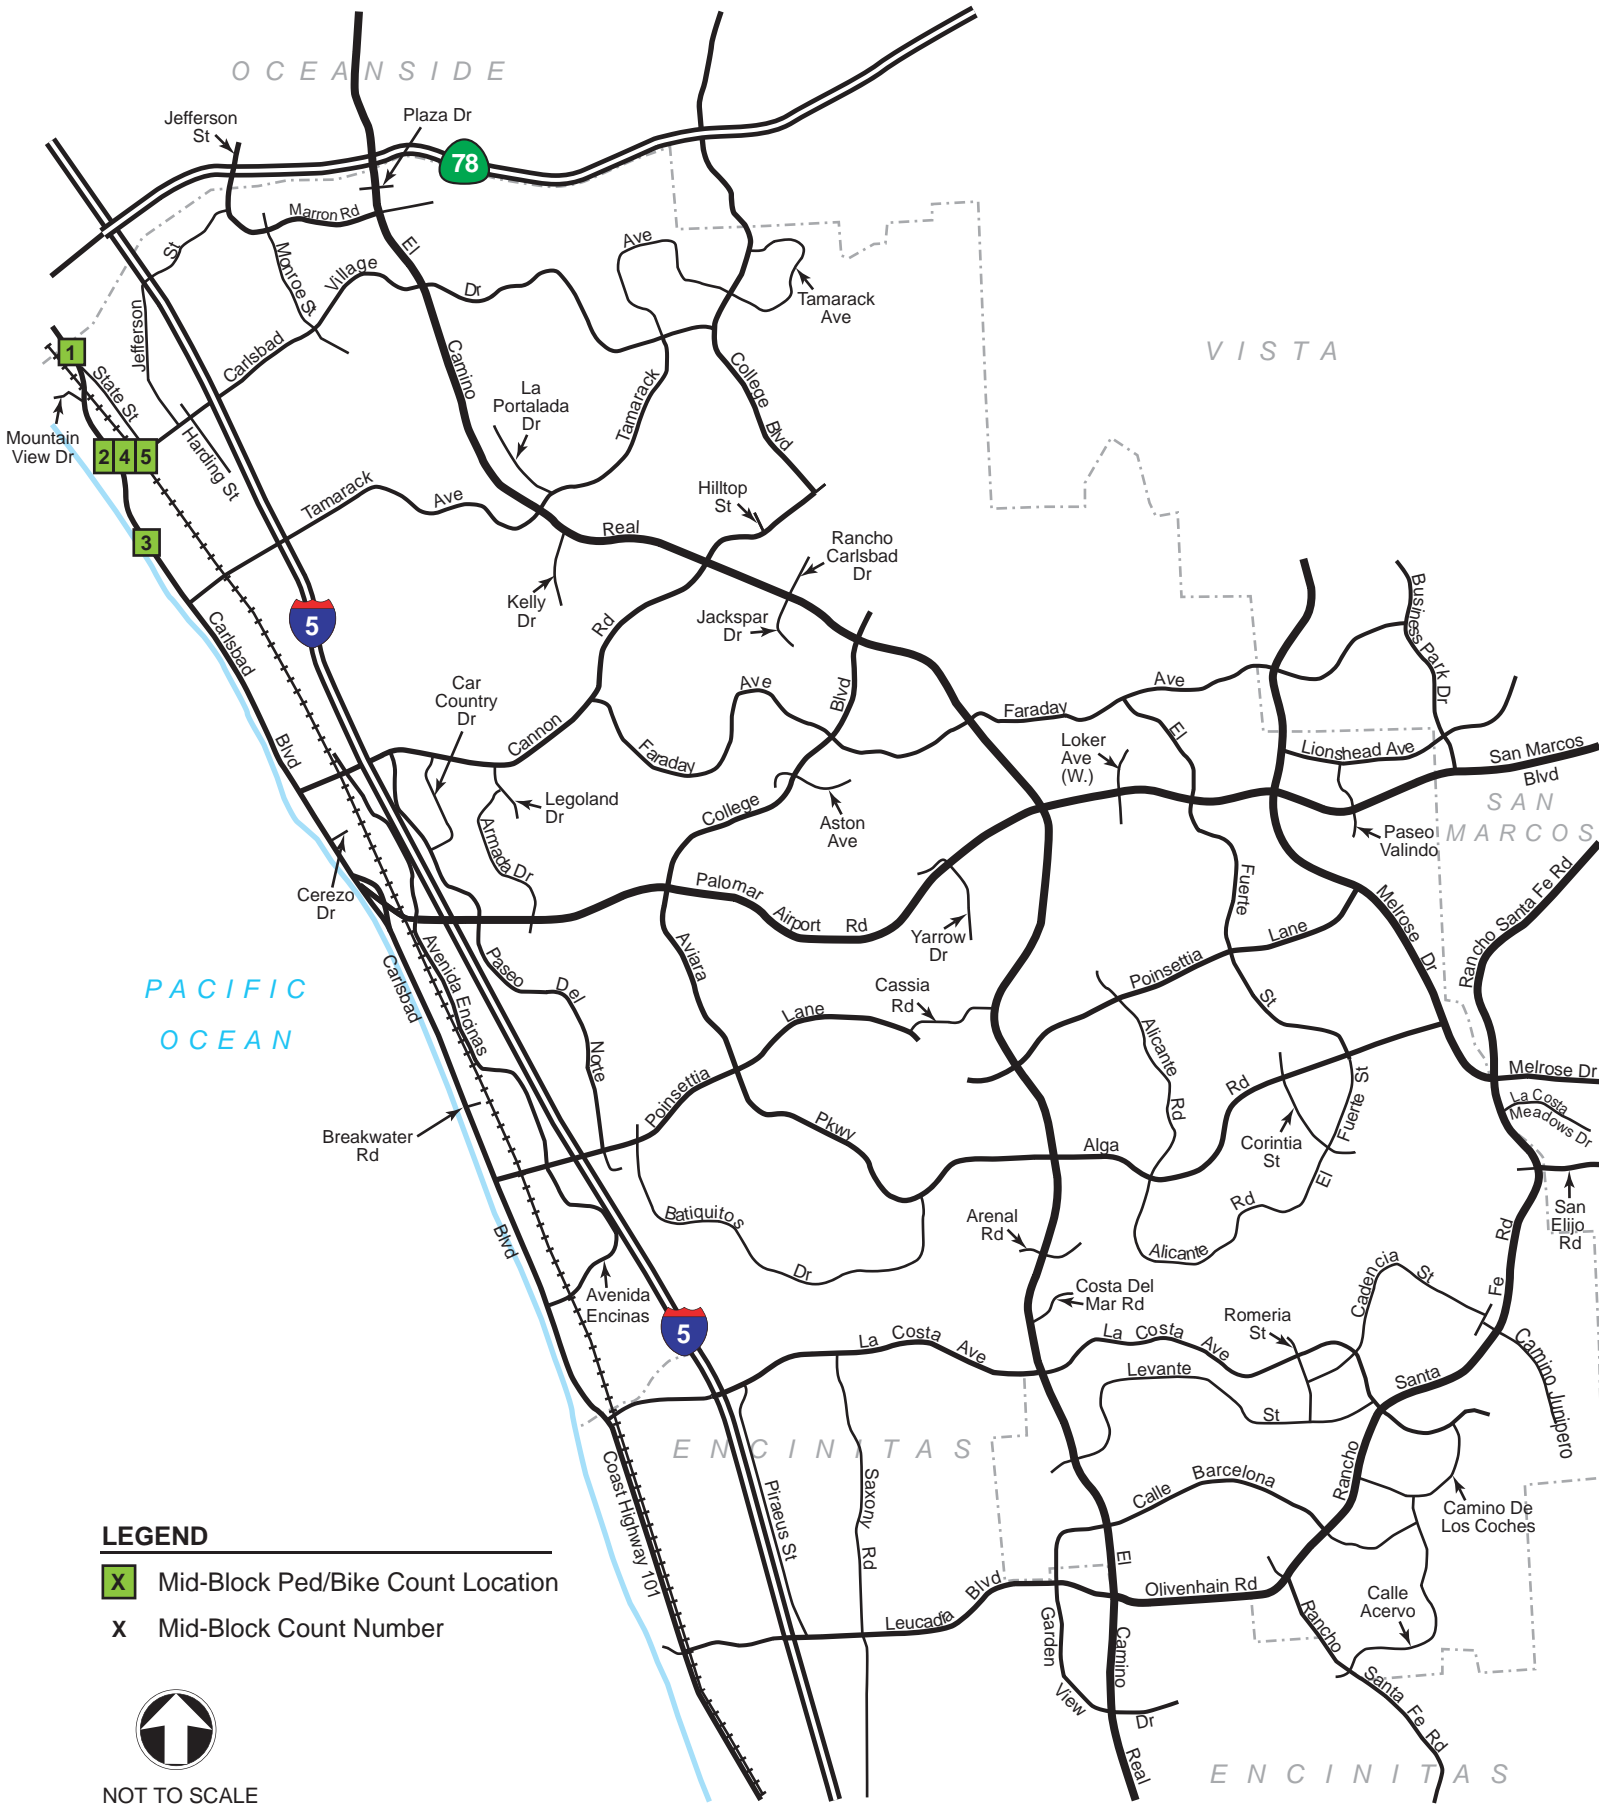 OCEANSIDE
Jefferson
St
Plaza Dr
78
Marron Rd
St
Monroe St
El
Village
Dr
Ave
Tamarack
Ave
VISTA
Jefferson
Carlsbad
1
State St
Camino
La
Portalada
Dr
Tamarack
College
Blvd
Mountain
View Dr
2
4
5
Harding St
Tamarack
Ave
Hilltop
St
Real
3
Rancho
Carlsbad
Dr
Kelly
Dr
Rd
Jackspar
Dr
5
Carlsbad
Business Park Dr
Car
Country
Dr
Ave
Blvd
Ave
Faraday
El
Blvd
Cannon
Faraday
Loker
Ave
(W.)
Lionshead Ave
San Marcos
Blvd
SAN
MARCOS
Legoland
Dr
College
Aston
Ave
Paseo
Valindo
Armada Dr
Cerezo
Dr
Palomar
Airport
Rd
Yarrow
Dr
Fuerte
Melrose
Dr
Rancho Santa Fe Rd
Lane
Poinsettia
Avenida Encinas
Paseo
Del
Norte
Aviara
Cassia
Rd
St
PACIFIC
OCEAN
Carlsbad
Lane
Alicante
Rd
Poinsettia
Rd
Melrose Dr
La Costa
Meadows Dr
Breakwater
Rd
Pkwy
Alga
Corintia
St
Fuerte St
El
San
Elijo
Rd
Batiquitos
Dr
Arenal
Rd
Rd
Alicante
Rd
Blvd
Avenida
Encinas
Costa Del
Mar Rd
Cadencia
St
Fe
5
La Costa
Ave
La Costa
Ave
Romeria
St
Camino Junipero
Levante
St
Santa
ENCINITAS
Coast Highway 101
Piraeus St
Saxony
Rd
Calle
Barcelona
Rancho
Camino De
Los Coches
LEGEND
X
Mid-Block Ped/Bike Count Location
X
Mid-Block Count Number
El
Leucadia
Blvd
Olivenhain Rd
Calle
Acervo
Garden
View
Dr
Camino
Real
Rancho
Santa
Fe
Rd
NOT TO SCALE
ENCINITAS